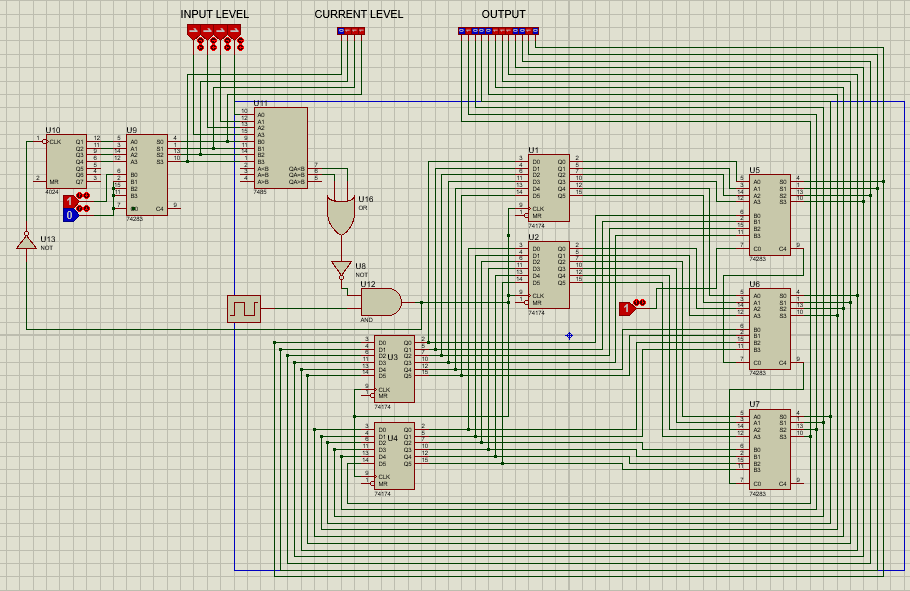 INPUT LEVEL
CURRENT LEVEL
OUTPUT
U10
CLK
Q1
Q2
Q3
Q4
Q5
Q6
Q7
MR
4024
U9
A0
A1
A2
A3
B0
B1
B2
B3
C0
S0
S1
S2
S3
C4
74283
1
0
U13
NOT
U11
A0
A1
A2
A3
B0
B1
B2
B3
A<B
A=B
A>B
QA<B
QA=B
QA>B
7485
U16
OR
U8
NOT
U12
AND
U1
D0
D1
D2
D3
D4
D5
CLK
MR
Q0
Q1
Q2
Q3
Q4
Q5
74174
U2
D0
D1
D2
D3
D4
D5
CLK
MR
Q0
Q1
Q2
Q3
Q4
Q5
74174
1
U3
D0
D1
D2
D3
D4
D5
CLK
MR
Q0
Q1
Q2
Q3
Q4
Q5
74174
U4
D0
D1
D2
D3
D4
D5
CLK
MR
Q0
Q1
Q2
Q3
Q4
Q5
74174
U5
A0
A1
A2
A3
B0
B1
B2
B3
C0
S0
S1
S2
S3
C4
74283
U6
A0
A1
A2
A3
B0
B1
B2
B3
C0
S0
S1
S2
S3
C4
74283
U7
A0
A1
A2
A3
B0
B1
B2
B3
C0
S0
S1
S2
S3
C4
74283